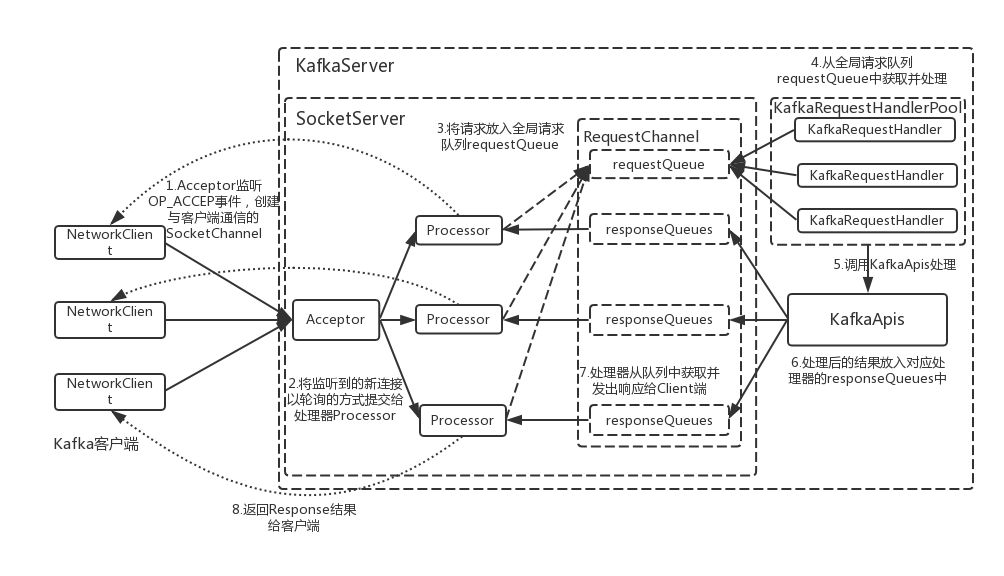 KafkaServer
4.从全局请求队列
requestQueue中获取并处理
KafkaRequestHandlerPool
KafkaRequestHandler
KafkaRequestHandler
KafkaRequestHandler
SocketServer
3.将请求放入全局请求
队列requestQueue
RequestChannel
requestQueue
1.Acceptor监听
OP_ACCEP事件，创建
与客户端通信的
SocketChannel
NetworkClien
t
Processor
responseQueues
5.调用KafkaApis处理
NetworkClien
t
Acceptor
Processor
responseQueues
KafkaApis
6.处理后的结果放入对应处
理器的responseQueues中
7.处理器从队列中获取并
发出响应给Client端
2.将监听到的新连接
以轮询的方式提交给
处理器Processor
NetworkClien
t
Processor
responseQueues
Kafka客户端
8.返回Response结果
给客户端